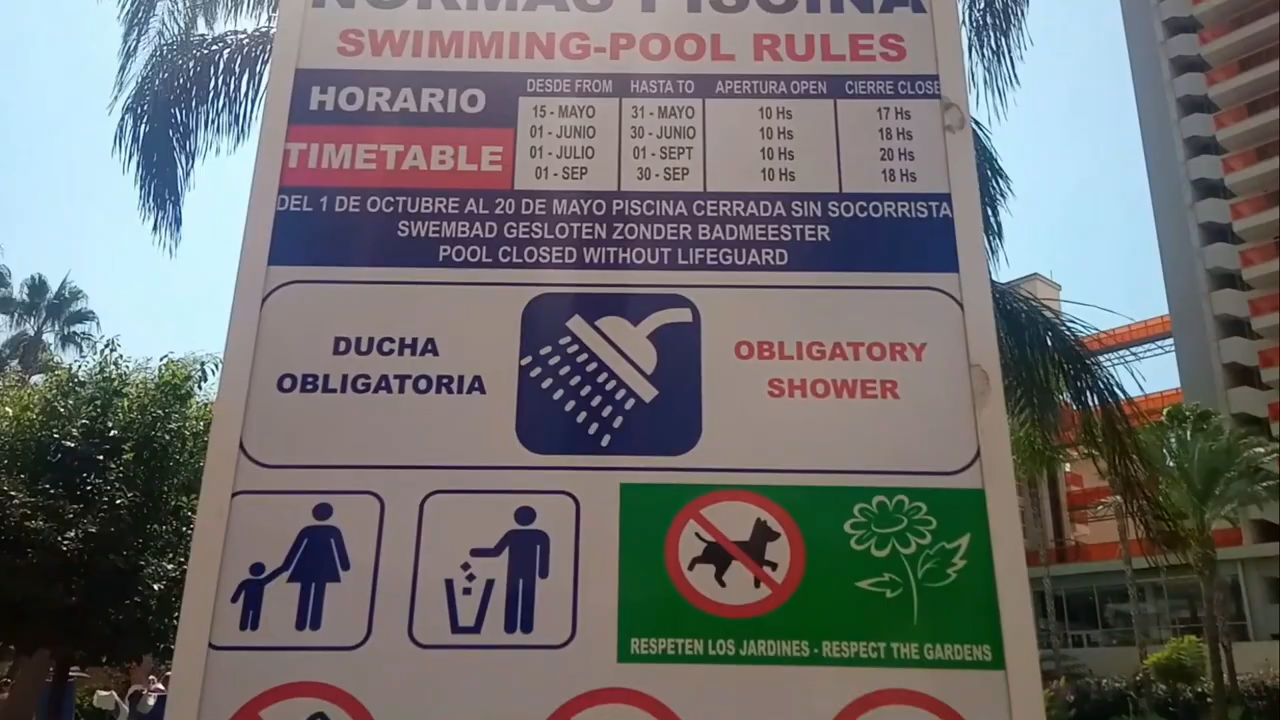 NORMAS PISCINA
SWIMMING-POOL RULES
HORARIO
TIMETABLE
DESDE FROM HASTA TO APERTURA OPEN CIERRE CLOSE
15 - MAYO 31 - MAYO 10 Hs 17 Hs
01 - JUNIO 30 - JUNIO 10 Hs 18 Hs
01 - JULIO 01 - SEPT 10 Hs 20 Hs
01 - SEP 30 - SEP 10 Hs 18 Hs
DEL 1 DE OCTUBRE AL 20 DE MAYO PISCINA CERRADA SIN SOCORRISTA
SWEMBAD GESLOTEN ZONDER BADMEESTER
POOL CLOSED WITHOUT LIFEGUARD
DUCHA
OBLIGATORIA
OBLIGATORY
SHOWER
RESPETEN LOS JARDINES - RESPECT THE GARDENS